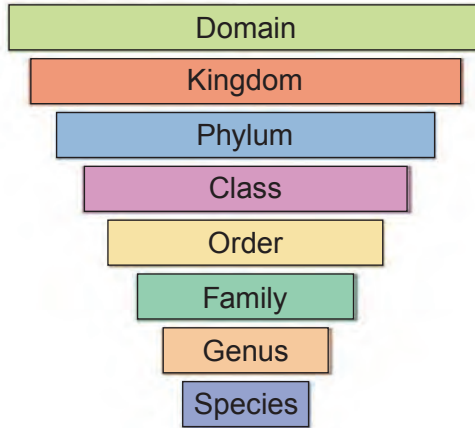 Domain
Kingdom
Phylum
Class
Order
Family
Genus
Species